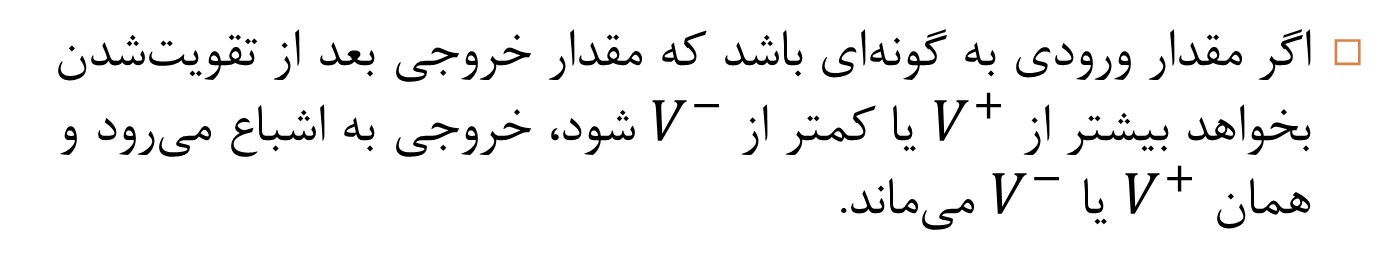 اگر مقدار ورودی به گونه‌ای باشد که مقدار خروجی بعد از تقویت‌شدن
بخواهد بیشتر از V⁺ یا کمتر از V⁻ شود، خروجی به اشباع می‌رود و
همان V⁺ یا V⁻ می‌ماند.